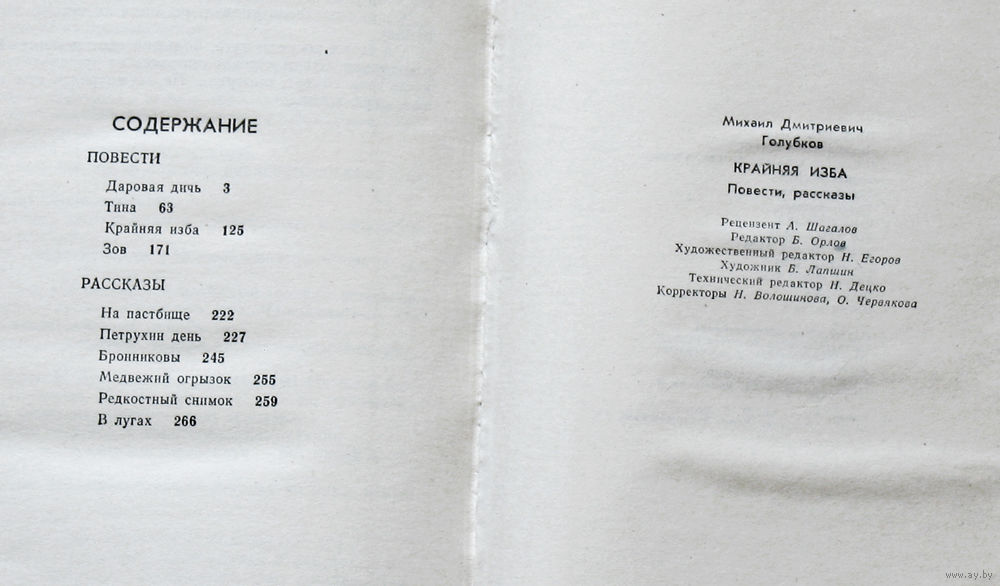 СОДЕРЖАНИЕ
ПОВЕСТИ
Даровая дичь 3
Тина 63
Крайняя изба 125
Зов 171
РАССКАЗЫ
На пастбище 222
Петрухин день 227
Бронниковы 245
Медвежий огрызок 255
Редкостный снимок 259
В лугах 266
Михаил Дмитриевич
Голубков
КРАЙНЯЯ ИЗБА
Повести, рассказы
Рецензент А. Шагалов
Редактор Б. Орлов
Художественный редактор Н. Егоров
Художник Б. Лапшин
Технический редактор Н. Децко
Корректоры Н. Волошинова, О. Червякова
www.ay.by